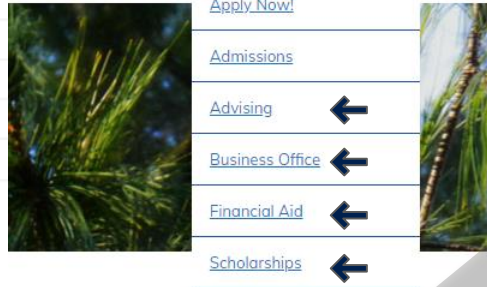 Apply Now!
Admissions
Advising
Business Office
Financial Aid
Scholarships